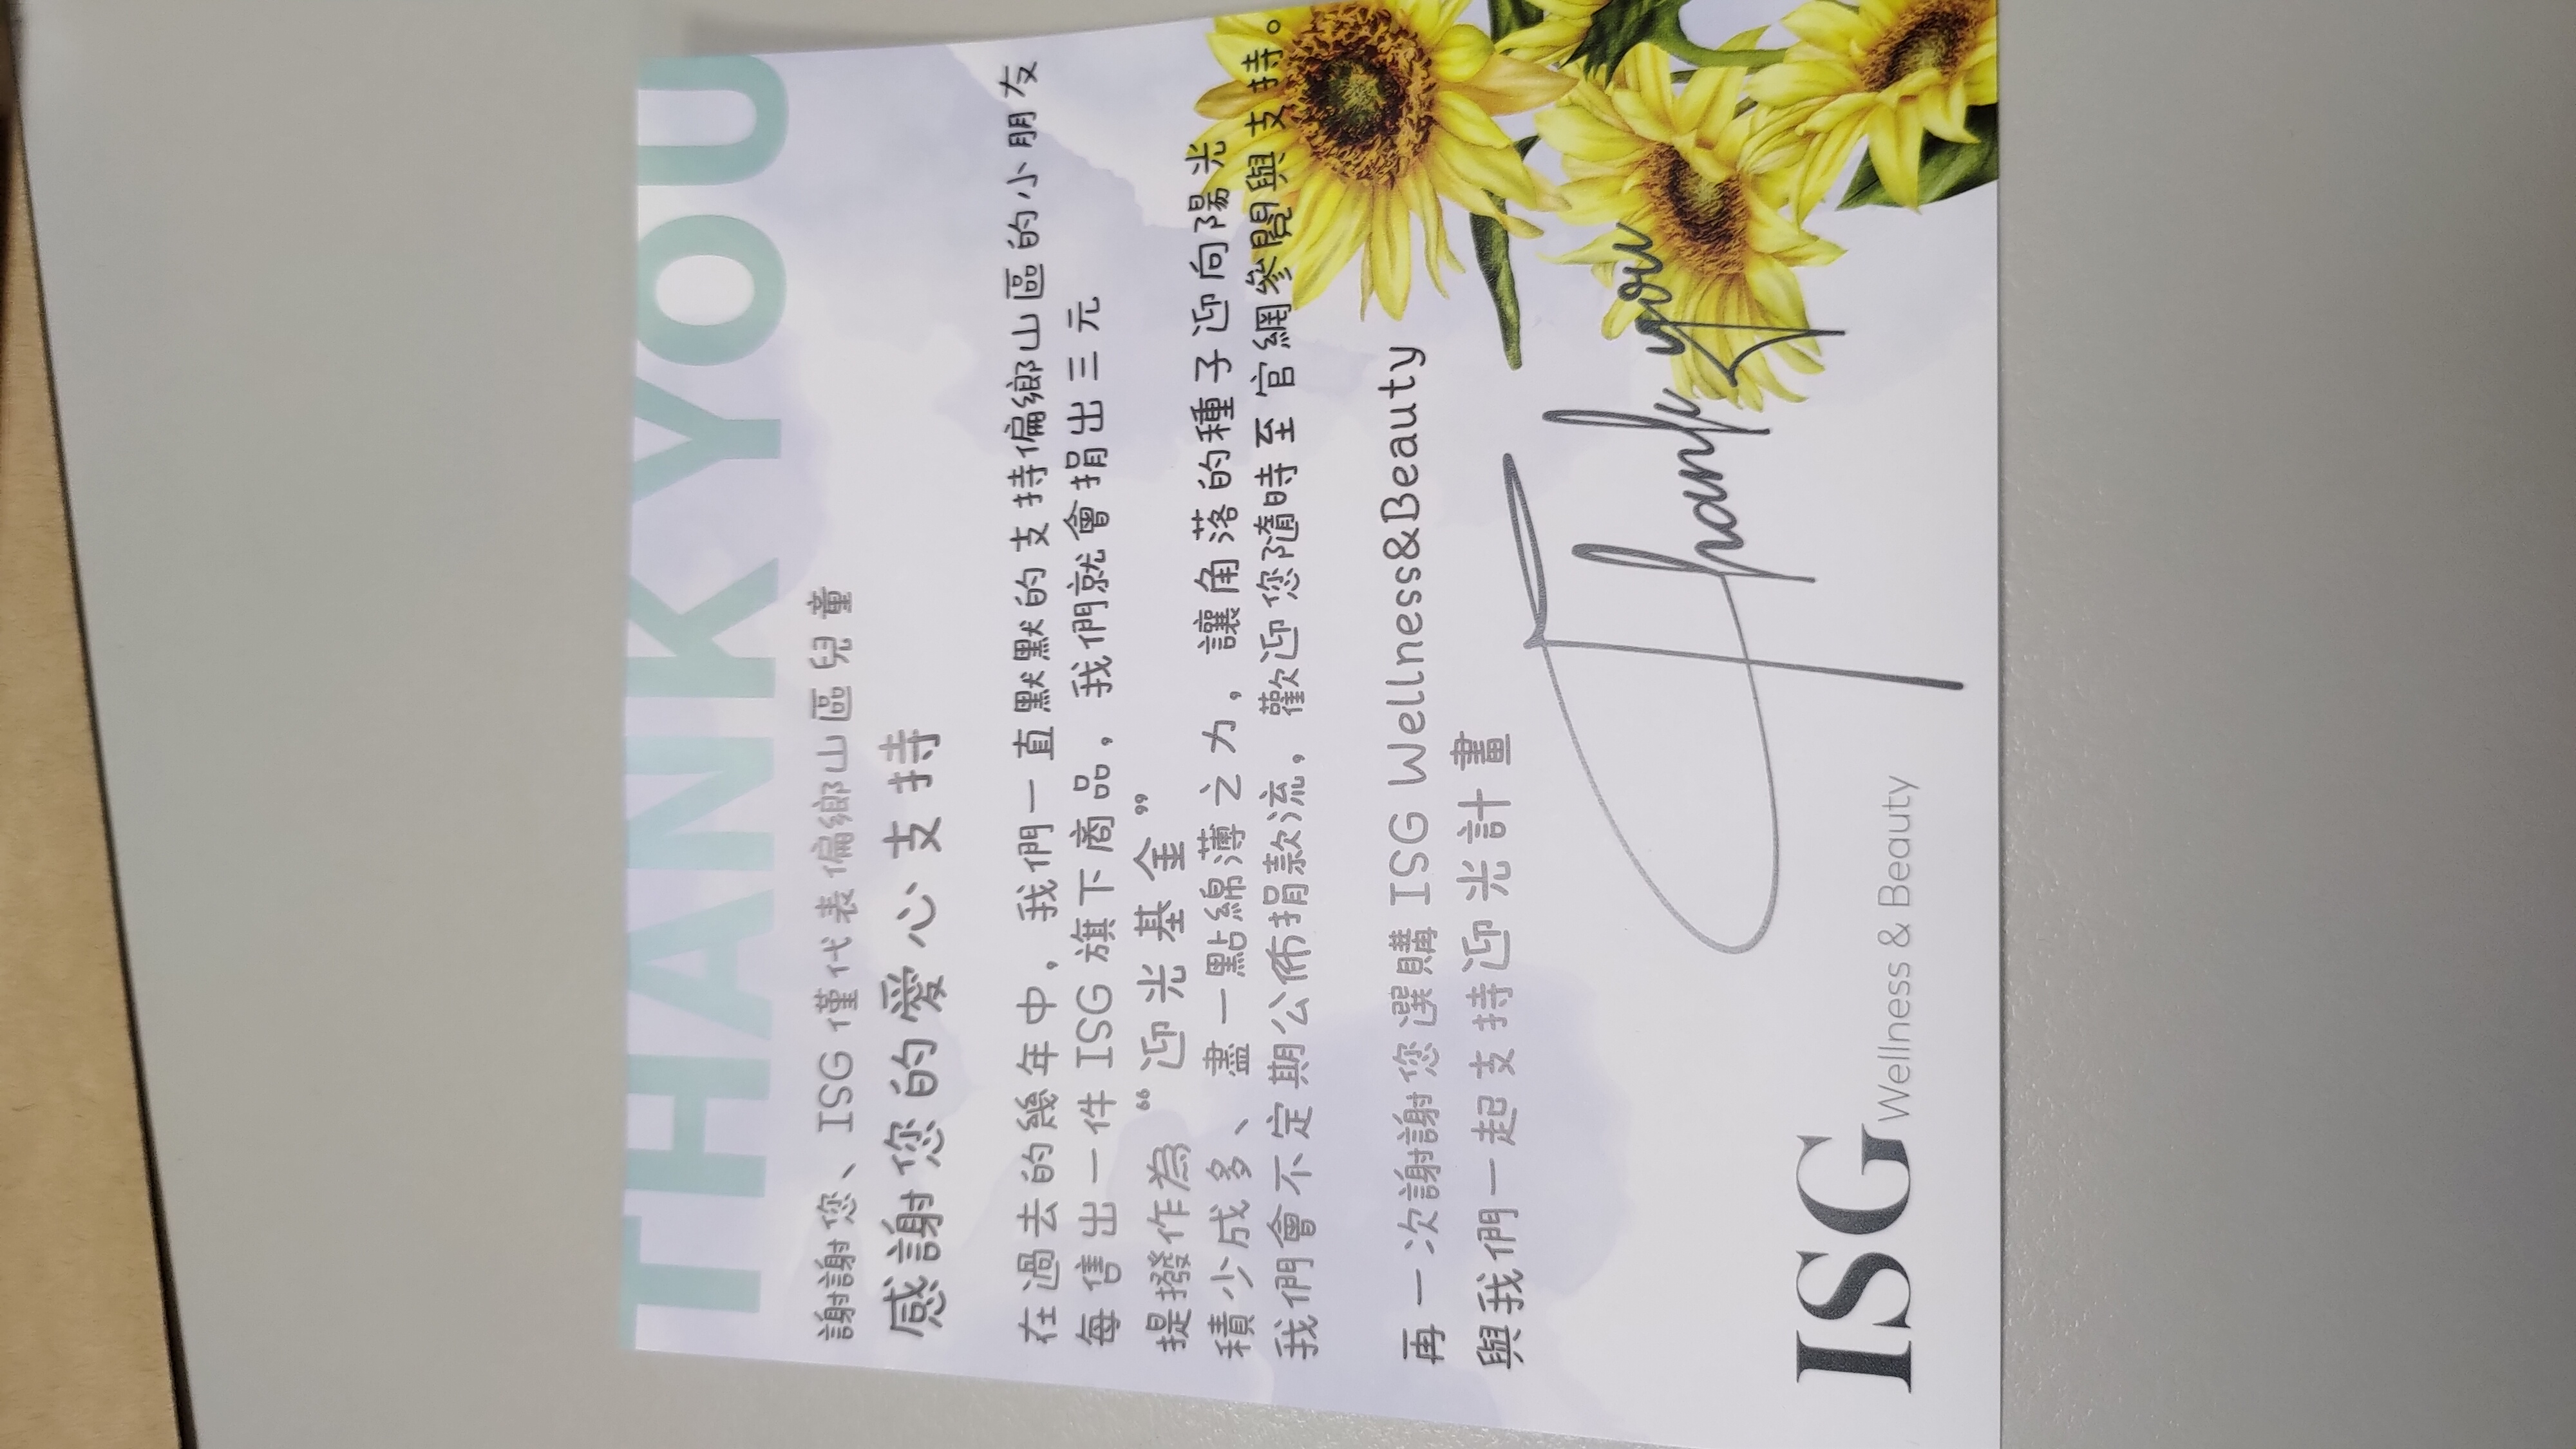 THANK YOU
謝謝您、ISG 僅代表偏鄉山區兒童
感謝您的愛心支持
在過去的幾年中，我們一直默默的支持偏鄉山區的小朋友
每售出一件 ISG 旗下商品，我們就會捐出三元
提撥作為 “迎光基金”
積少成多、盡一點綿薄之力，讓角落的種子迎向陽光
我們會不定期公佈捐款流，歡迎您隨時至官網參閱與支持。
再一次謝謝您選購 ISG Wellness&Beauty
與我們一起支持迎光計畫
Thank you
ISG Wellness & Beauty